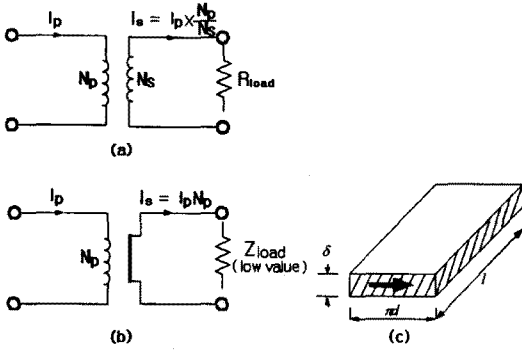 Ip
Is = Ip × Np/Ns
Np
Ns
Rload
(a)
Ip
Is = IpNp
Np
Zload
(low value)
(b)
δ
πd
l
(c)